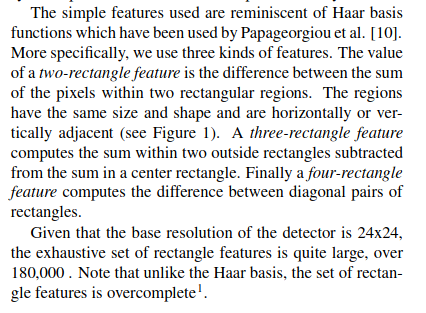 The simple features used are reminiscent of Haar basis
functions which have been used by Papageorgiou et al. [10].
More specifically, we use three kinds of features. The value
of a two-rectangle feature is the difference between the sum
of the pixels within two rectangular regions. The regions
have the same size and shape and are horizontally or ver-
tically adjacent (see Figure 1). A three-rectangle feature
computes the sum within two outside rectangles subtracted
from the sum in a center rectangle. Finally a four-rectangle
feature computes the difference between diagonal pairs of
rectangles.
Given that the base resolution of the detector is 24x24,
the exhaustive set of rectangle features is quite large, over
180,000 . Note that unlike the Haar basis, the set of rectan-
gle features is overcomplete¹.